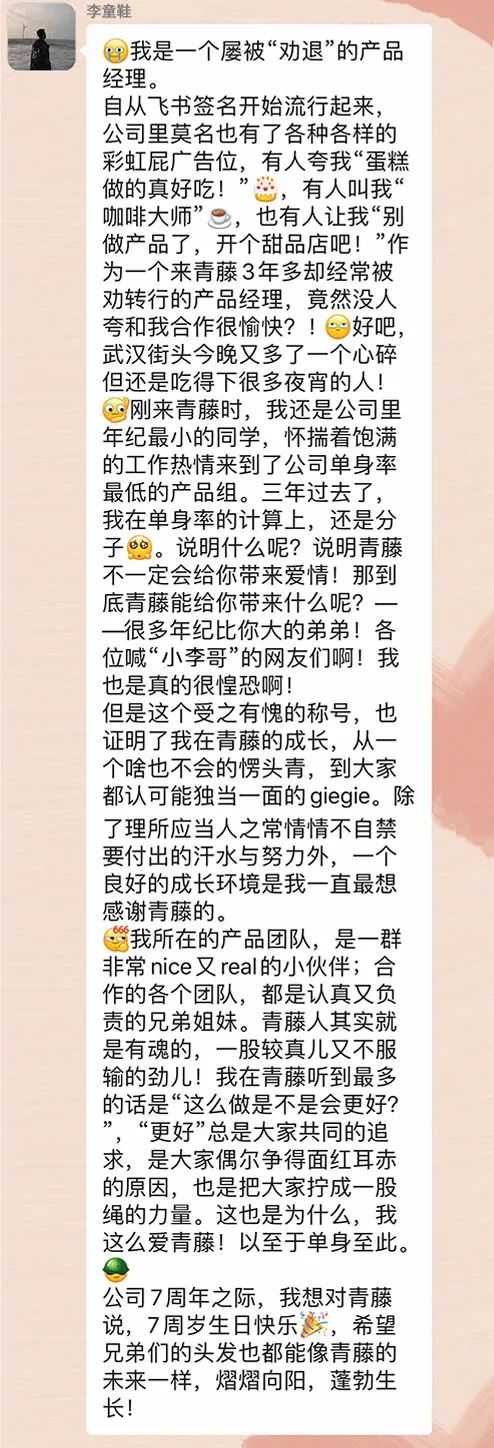 李童鞋
🥹我是一个屡被“劝退”的产品
经理。
自从飞书签名开始流行起来，
公司里莫名也有了各种各样的
彩虹屁广告位，有人夸我“蛋糕
做的真好吃！”🎂，有人叫我“
咖啡大师”☕，也有人让我“别
做产品了，开个甜品店吧！”作
为一个来青藤3年多却经常被
劝转行的产品经理，竟然没人
夸和我合作很愉快？！🙄好吧，
武汉街头今晚又多了一个心碎
但还是吃得下很多夜宵的人！
刚来青藤时，我还是公司里
年纪最小的同学，怀揣着饱满
的工作热情来到了公司单身率
最低的产品组。三年过去了，
我在单身率的计算上，还是分
子🥺。说明什么呢？说明青藤
不一定会给你带来爱情！那到
底青藤能给你带来什么呢？—
—很多年纪比你大的弟弟！各
位喊“小李哥”的网友们啊！我
也是真的很惶恐啊！
但是这个受之有愧的称号，也
证明了我在青藤的成长，从一
个啥也不会的愣头青，到大家
都认可能独当一面的giegie。除
了理所应当人之常情情不自禁
要付出的汗水与努力外，一个
良好的成长环境是我一直最想
感谢青藤的。
666我所在的产品团队，是一群
非常nice又real的小伙伴；合
作的各个团队，都是认真又负
责的兄弟姐妹。青藤人其实就
是有魂的，一股较真儿又不服
输的劲儿！我在青藤听到最多
的话是“这么做是不是会更好？
”，“更好”总是大家共同的追
求，是大家偶尔争得面红耳赤
的原因，也是把大家拧成一股
绳的力量。这也是为什么，我
这么爱青藤！以至于单身至此。
公司7周年之际，我想对青藤
说，7周岁生日快乐🎉，希望
兄弟们的头发也都能像青藤的
未来一样，熠熠向阳，蓬勃生
长！